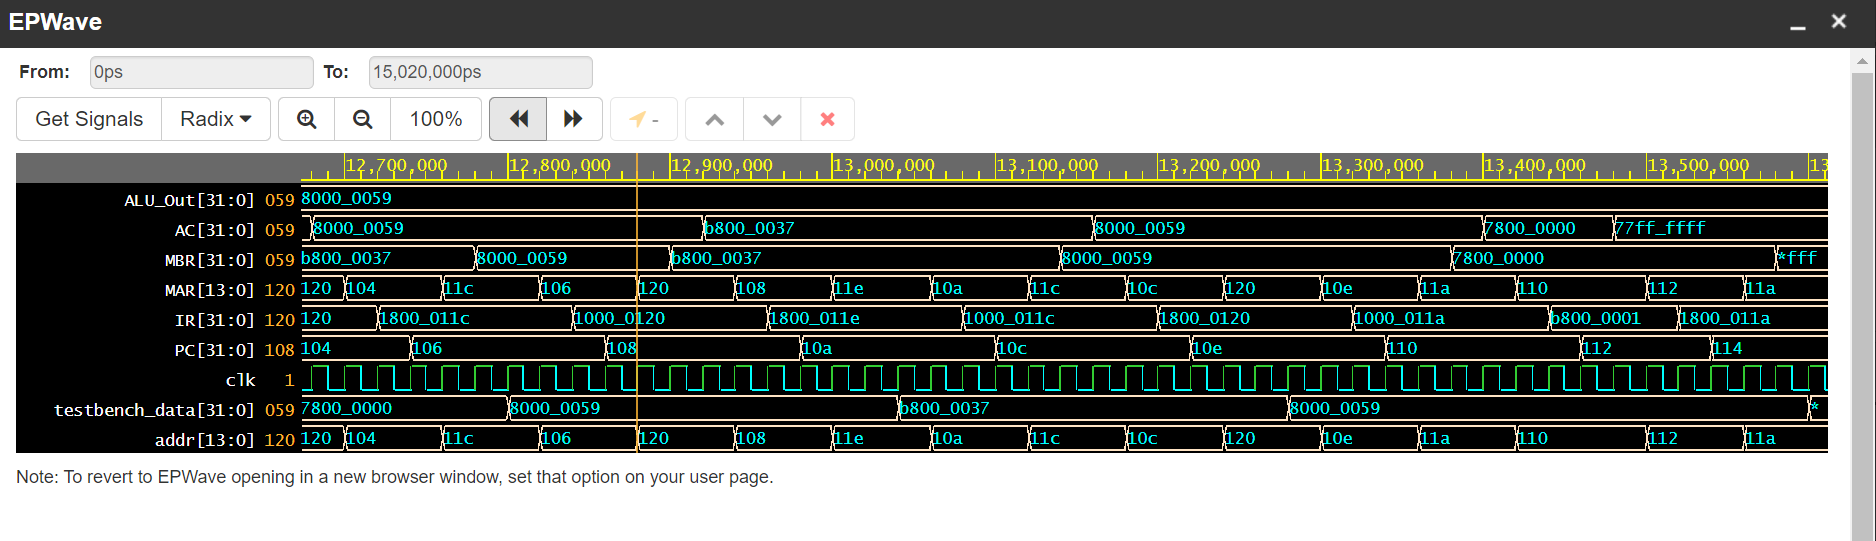 EPWave
From: 0ps To: 15,020,000ps
Get Signals Radix 100% -
12,700,000 12,800,000 12,900,000 13,000,000 13,100,000 13,200,000 13,300,000 13,400,000 13,500,000 13
ALU_Out[31:0] 059 8000_0059
AC[31:0] 059 8000_0059 b800_0037 8000_0059 7800_0000 77ff_ffff
MBR[31:0] 059 b800_0037 8000_0059 b800_0037 8000_0059 7800_0000 *fff
MAR[13:0] 120 120 104 11c 106 120 108 11e 10a 11c 10c 120 10e 11a 110 112 11a
IR[31:0] 120 120 1800_011c 1000_0120 1800_011e 1000_011c 1800_0120 1000_011a b800_0001 1800_011a
PC[31:0] 108 104 106 108 10a 10c 10e 110 112 114
clk 1
testbench_data[31:0] 059 7800_0000 8000_0059 b800_0037 8000_0059 *
addr[13:0] 120 120 104 11c 106 120 108 11e 10a 11c 10c 120 10e 11a 110 112 11a
Note: To revert to EPWave opening in a new browser window, set that option on your user page.